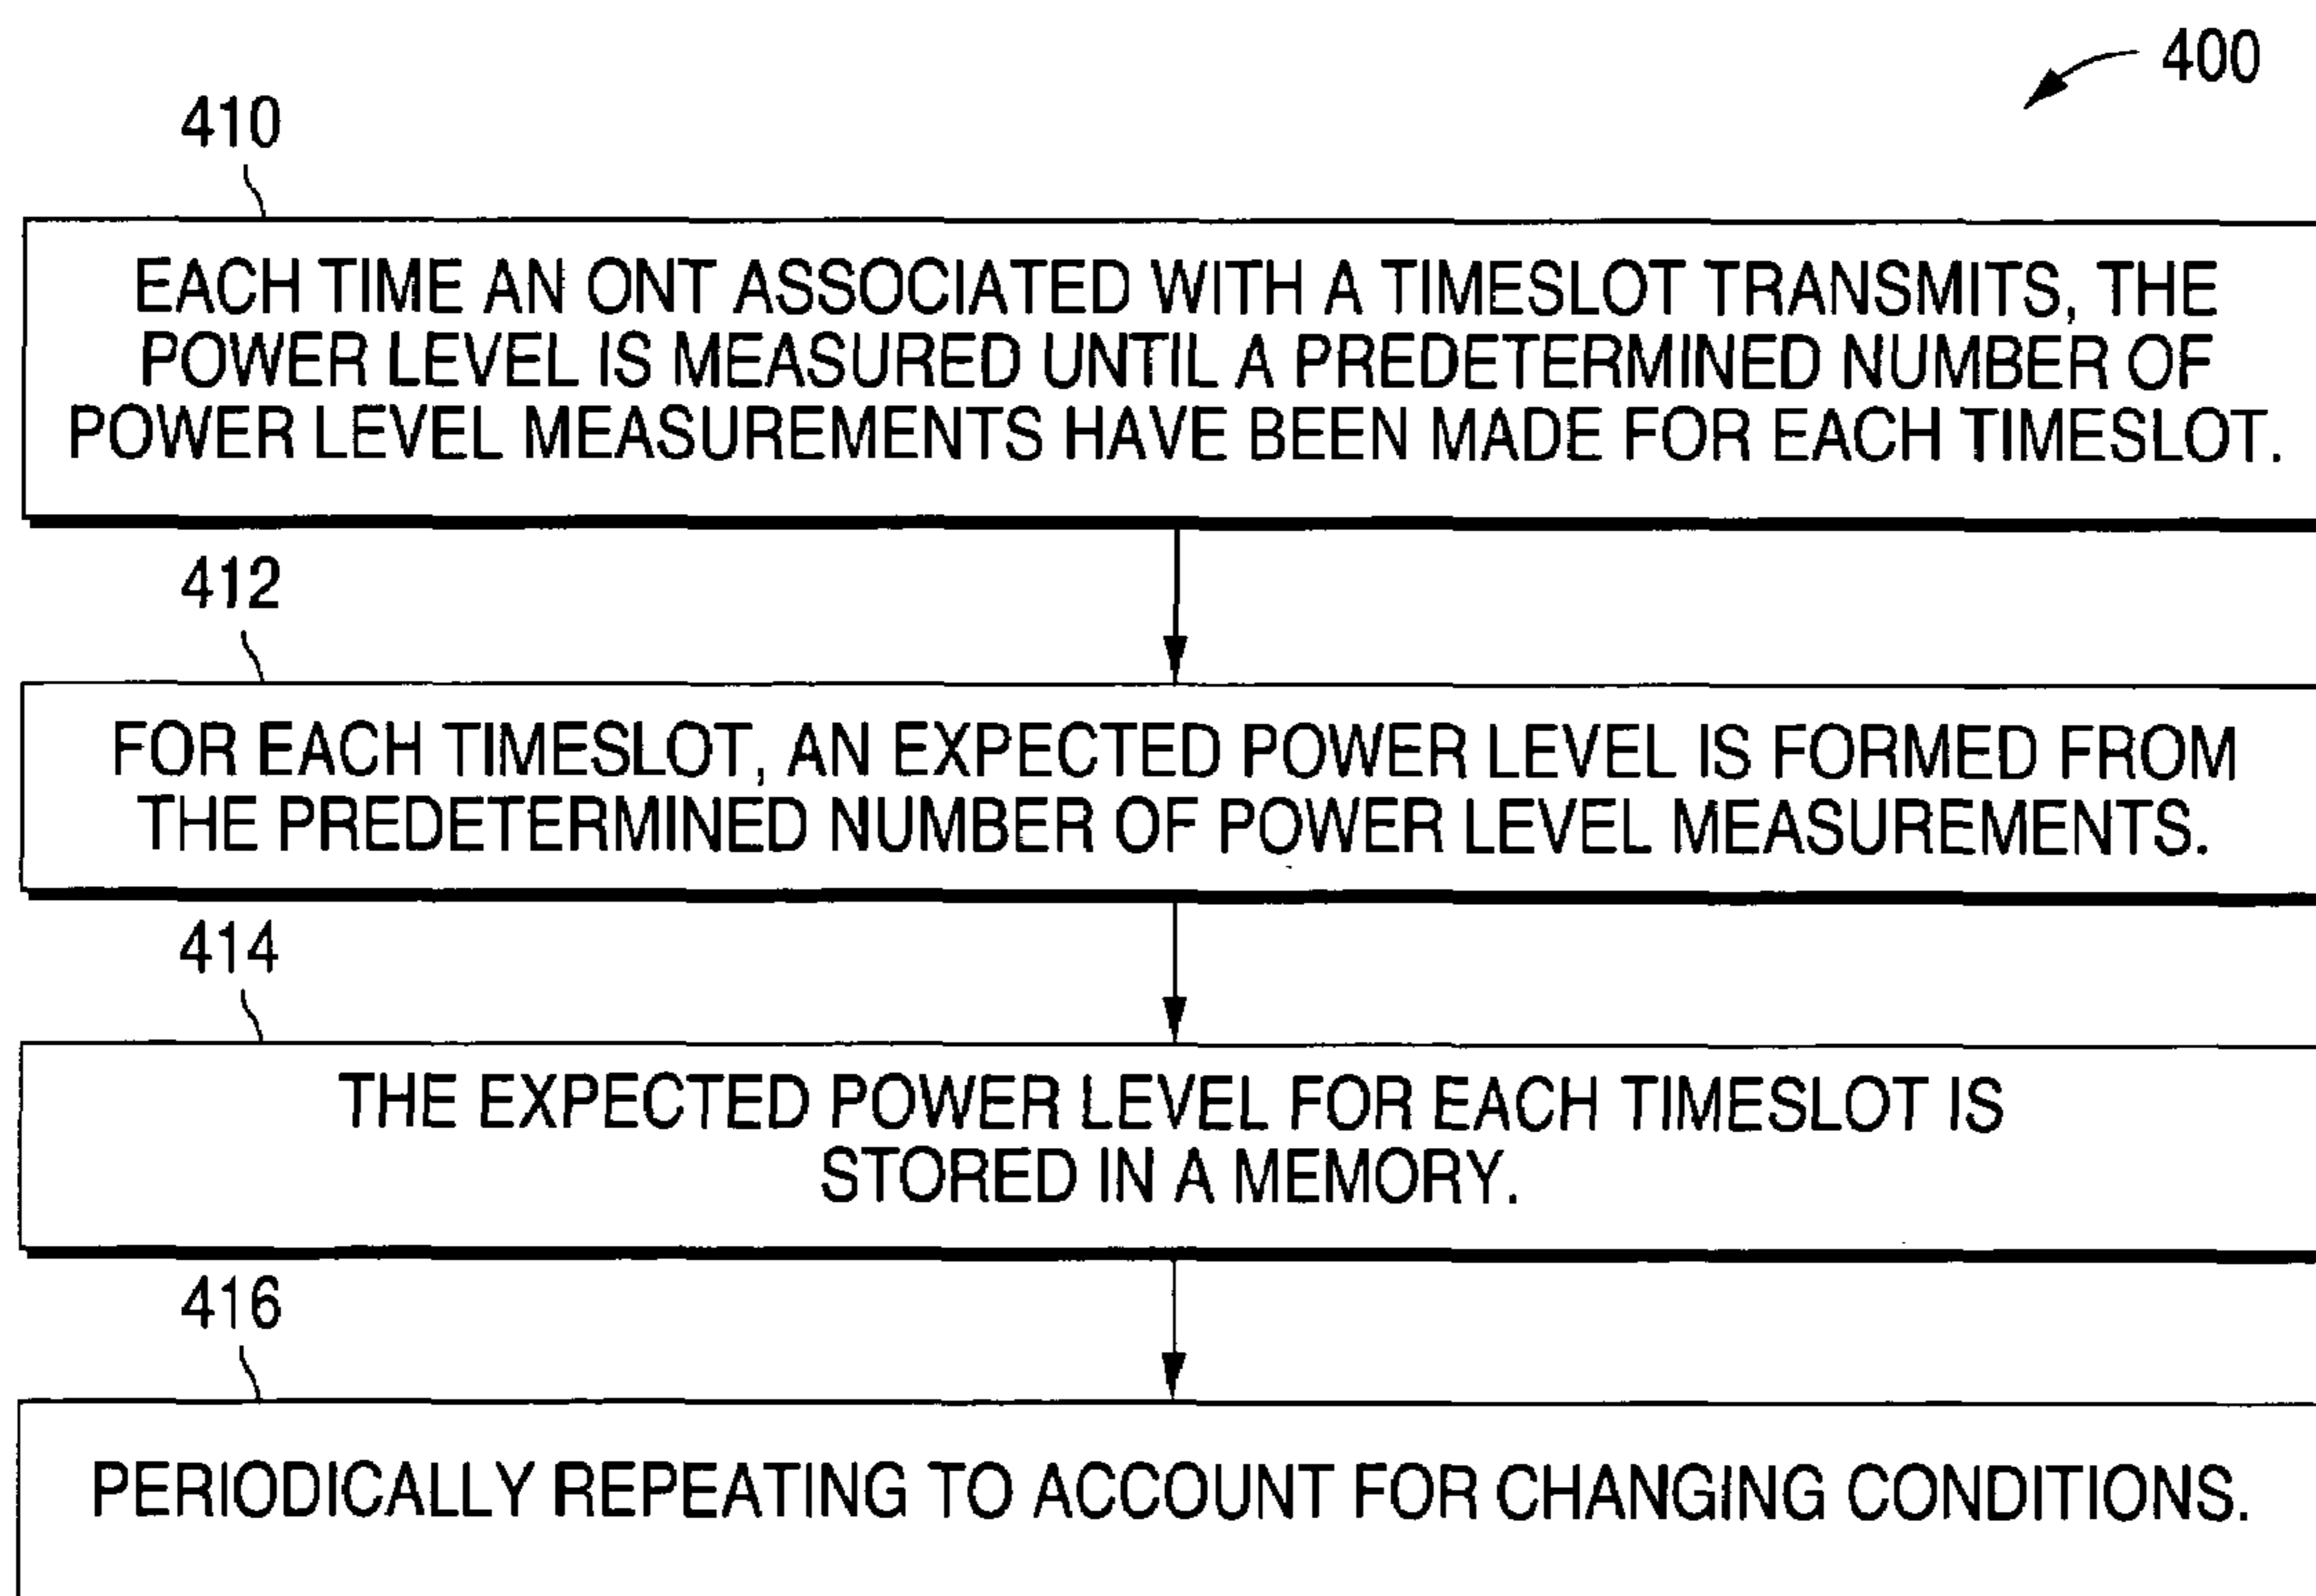 400
410
EACH TIME AN ONT ASSOCIATED WITH A TIMESLOT TRANSMITS, THE
POWER LEVEL IS MEASURED UNTIL A PREDETERMINED NUMBER OF
POWER LEVEL MEASUREMENTS HAVE BEEN MADE FOR EACH TIMESLOT.
412
FOR EACH TIMESLOT, AN EXPECTED POWER LEVEL IS FORMED FROM
THE PREDETERMINED NUMBER OF POWER LEVEL MEASUREMENTS.
414
THE EXPECTED POWER LEVEL FOR EACH TIMESLOT IS
STORED IN A MEMORY.
416
PERIODICALLY REPEATING TO ACCOUNT FOR CHANGING CONDITIONS.